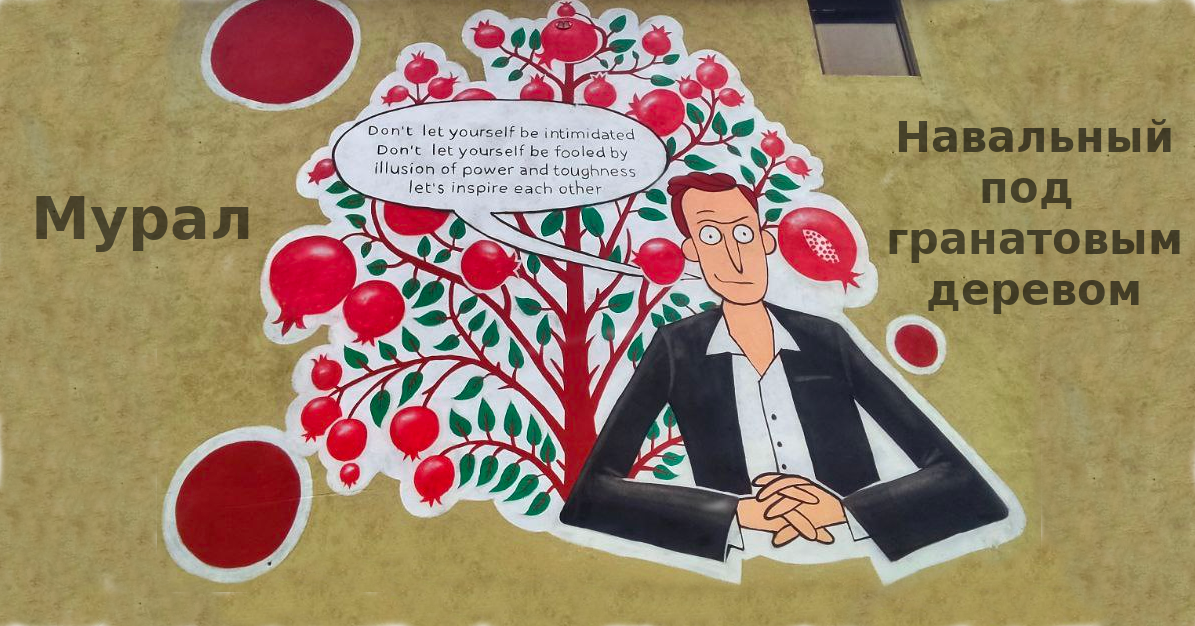 Мурал
Don't let yourself be intimidated
Don't let yourself be fooled by
illusion of power and toughness
let's inspire each other
Навальный
под
гранатовым
деревом